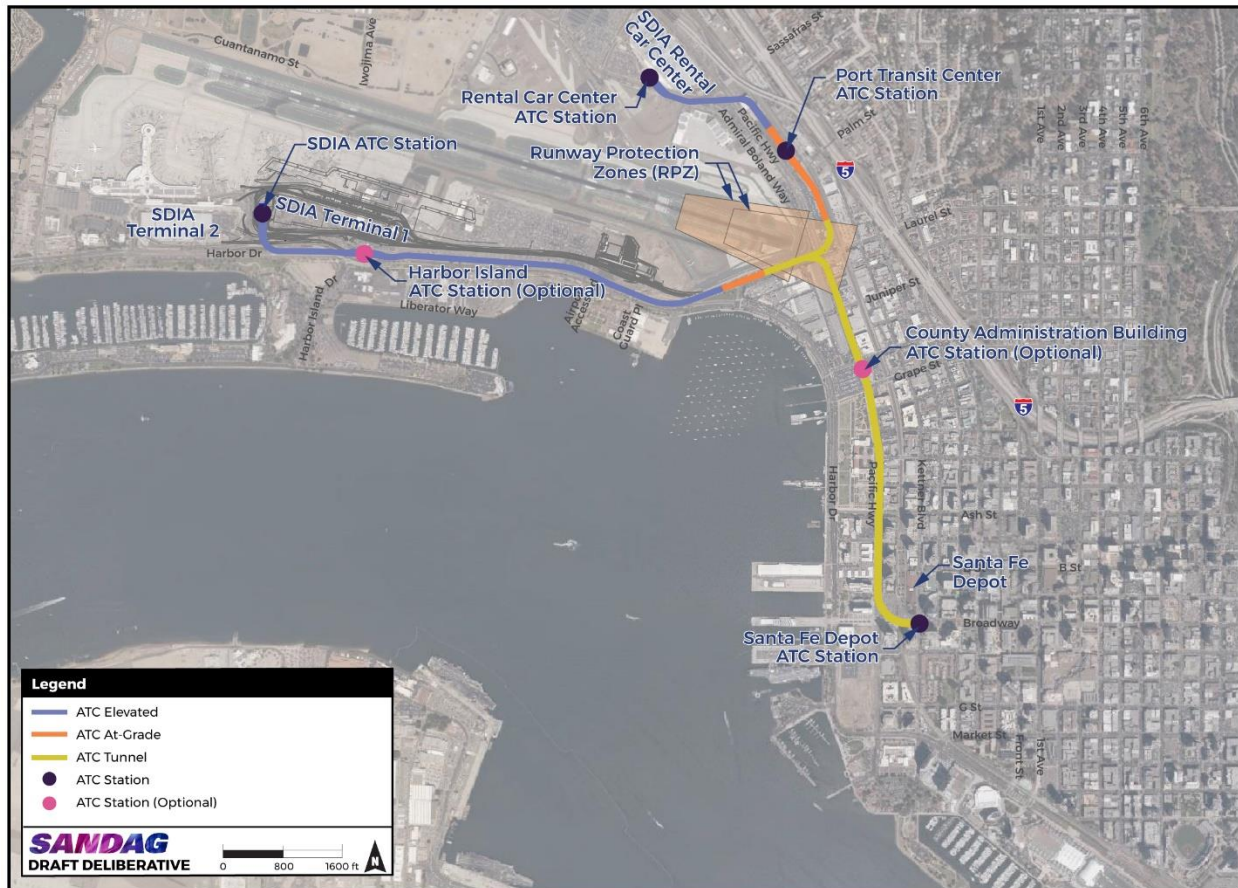 Guantanamo St
Iwojima Ave
Sassafras St
SDIA Rental
Car Center
Rental Car Center
ATC Station
Port Transit Center
ATC Station
Pacific Hwy
Admiral Boland Way
Palm St
1st Ave
2nd Ave
3rd Ave
4th Ave
5th Ave
6th Ave
5
Runway Protection
Zones (RPZ)
SDIA ATC Station
SDIA
Terminal 2
SDIA Terminal 1
Laurel St
Harbor Dr
Harbor Island
ATC Station (Optional)
Harbor Island Dr
Liberator Way
Airport
Access Rd
Coast
Guard Pl
Juniper St
County Administration Building
ATC Station (Optional)
Grape St
5
Harbor Dr
Pacific Hwy
Kettner Blvd
Ash St
Santa Fe
Depot
B St
Broadway
Santa Fe Depot
ATC Station
G St
Market St
Front St
1st Ave
Legend
ATC Elevated
ATC At-Grade
ATC Tunnel
ATC Station
ATC Station (Optional)
SANDAG
DRAFT DELIBERATIVE
0 800 1600 ft
N